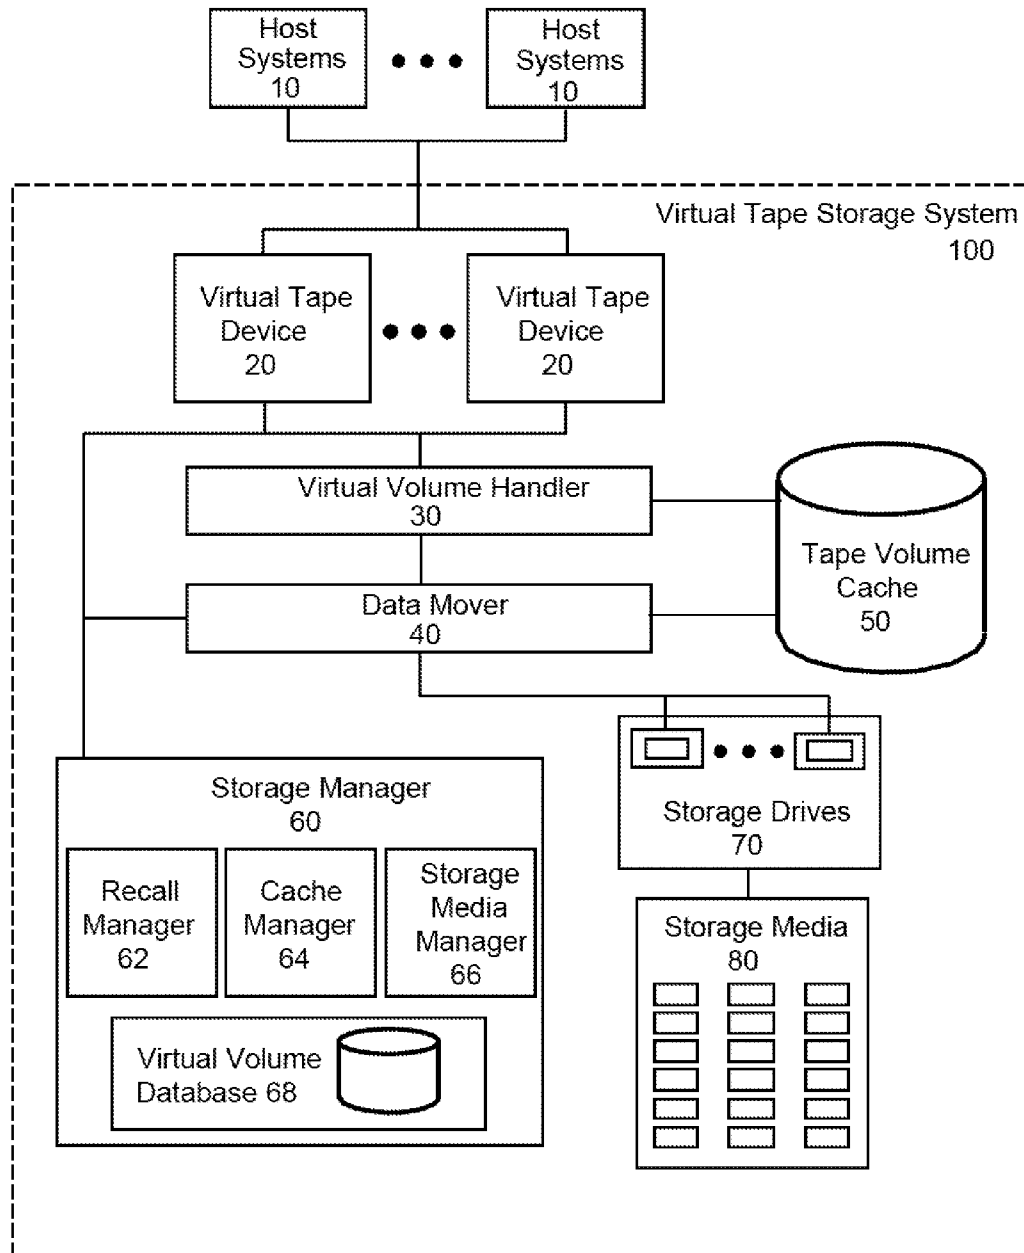 Host
Systems
10
Host
Systems
10
Virtual Tape Storage System
100
Virtual Tape
Device
20
Virtual Tape
Device
20
Virtual Volume Handler
30
Tape Volume
Cache
50
Data Mover
40
Storage Manager
60
Storage Drives
70
Recall
Manager
62
Cache
Manager
64
Storage
Media
Manager
66
Storage Media
80
Virtual Volume
Database 68